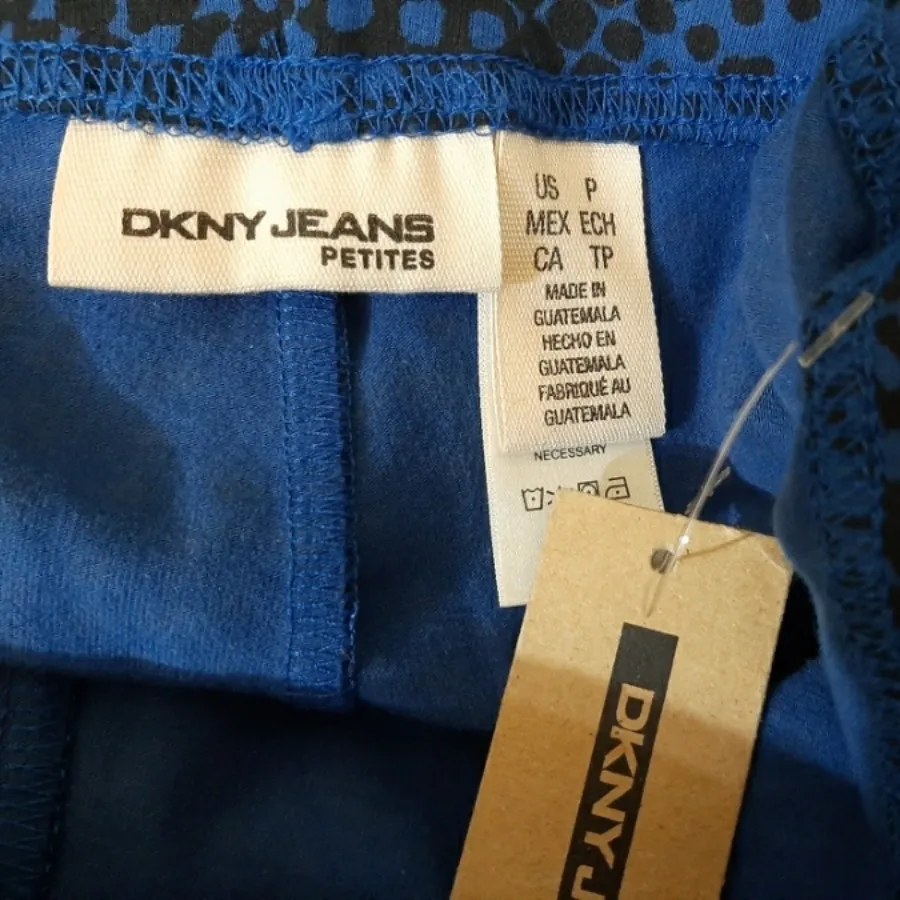 DKNY JEANS
PETITES
US P
MEX ECH
CA TP
MADE IN
GUATEMALA
HECHO EN
GUATEMALA
FABRIQUÉ AU
GUATEMALA
NECESSARY
DKNY J